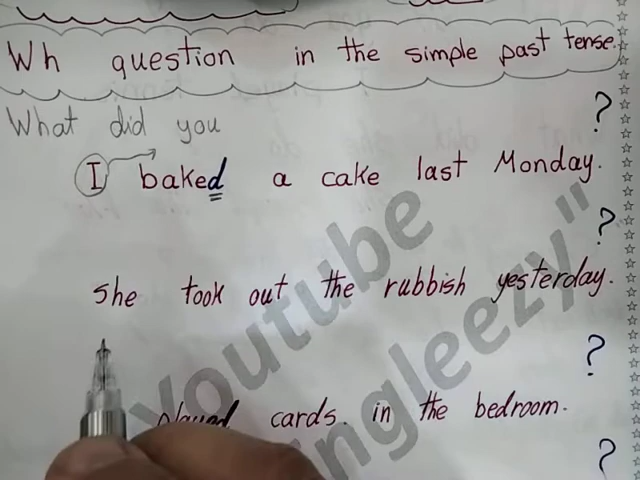 Wh question in the simple past tense.
What did you ?
I baked a cake last Monday.
?
She took out the rubbish yesterday.
?
played cards. in the bedroom.
?
Youtube
Engleezy"